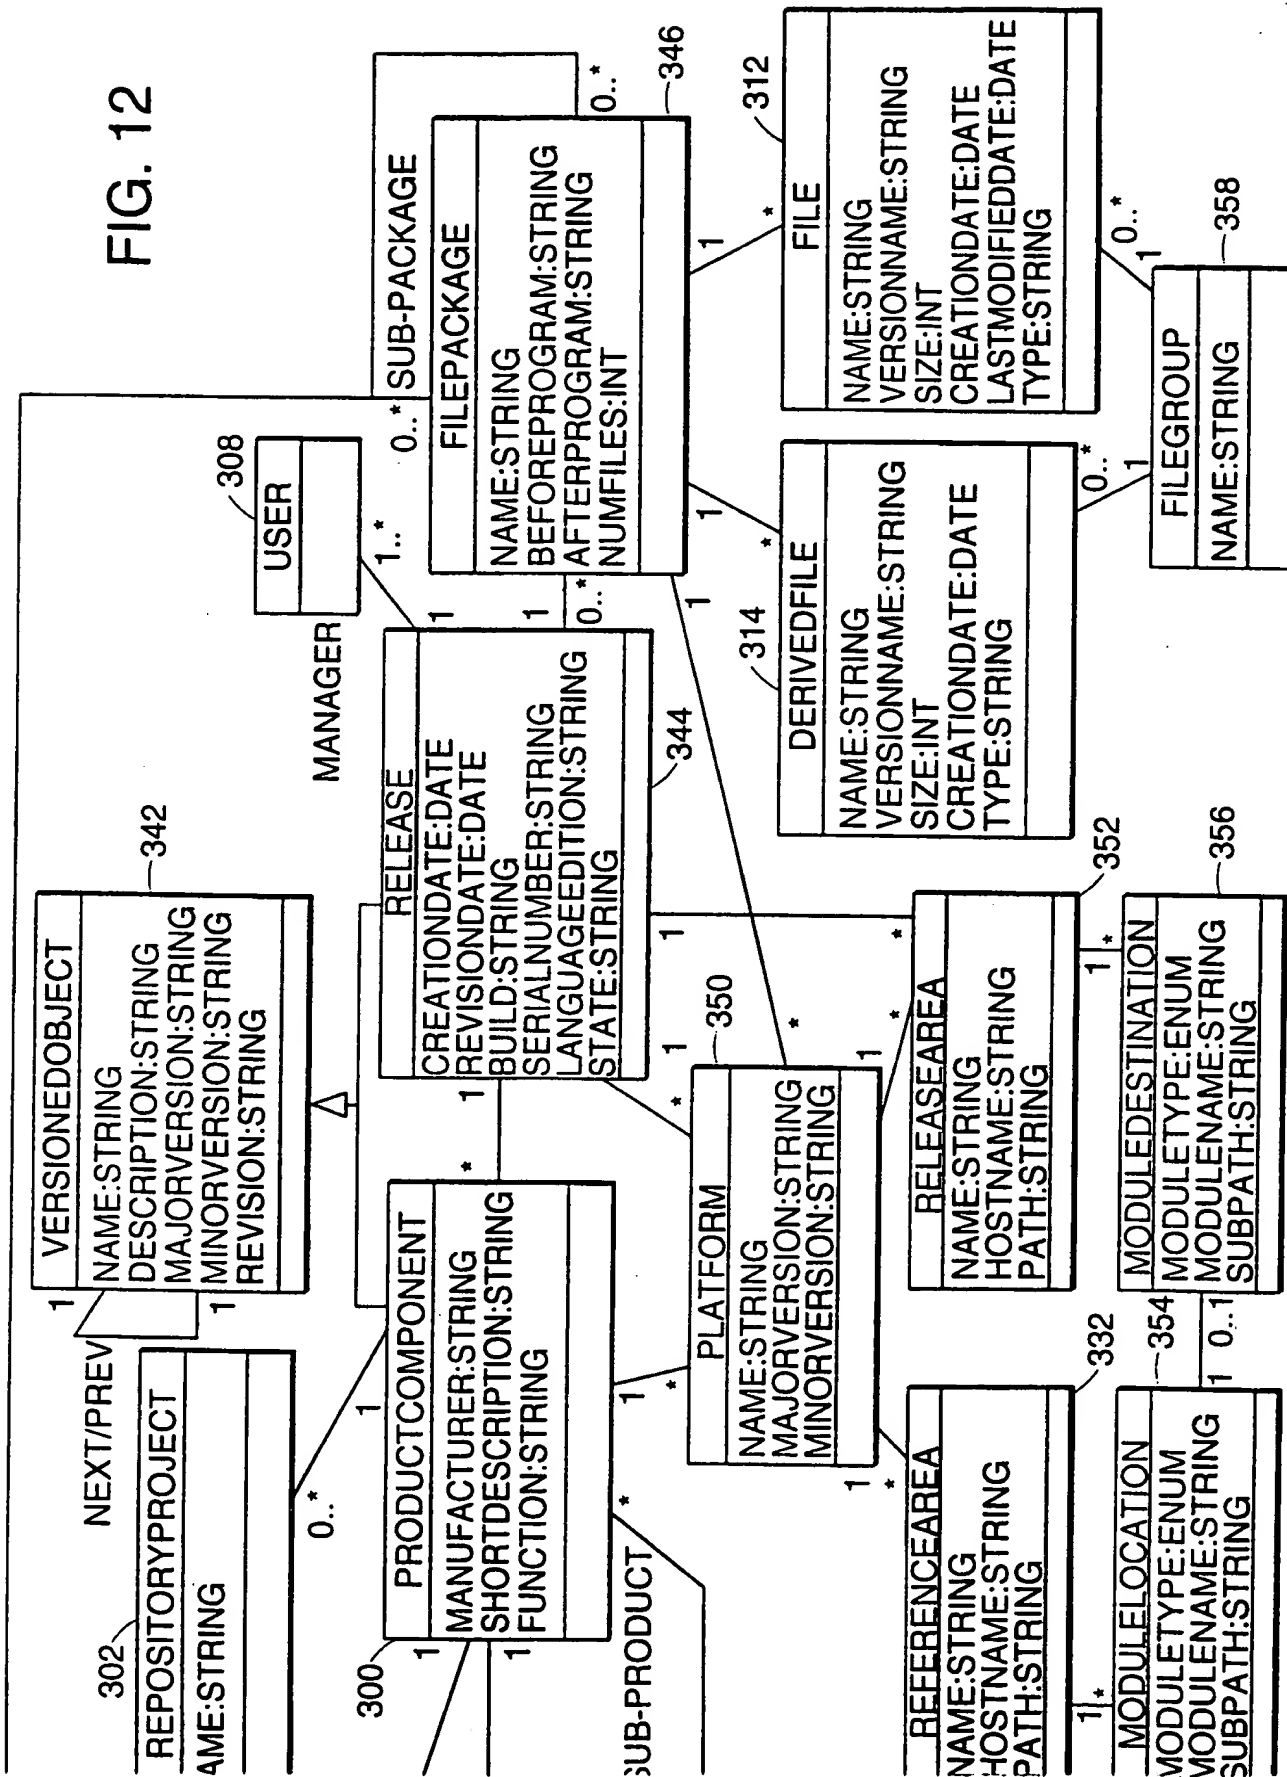 FIG. 12
302
REPOSITORYPROJECT
AME:STRING
0..*
NEXT/PREV
1
1
VERSIONEDOBJECT
NAME:STRING
DESCRIPTION:STRING
MAJORVERSION:STRING
MINORVERSION:STRING
REVISION:STRING
342
308
USER
MANAGER
1..*
1
0..*
SUB-PACKAGE
0..*
FILEPACKAGE
NAME:STRING
BEFOREPROGRAM:STRING
AFTERPROGRAM:STRING
NUMFILES:INT
346
300
1
PRODUCTCOMPONENT
MANUFACTURER:STRING
SHORTDESCRIPTION:STRING
FUNCTION:STRING
1
1
*
1
RELEASE
CREATIONDATE:DATE
REVISIONDATE:DATE
BUILD:STRING
SERIALNUMBER:STRING
LANGUAGEEDITION:STRING
STATE:STRING
344
1
0..*
SUB-PRODUCT
*
1
*
1
*
1
*
PLATFORM
NAME:STRING
MAJORVERSION:STRING
MINORVERSION:STRING
350
1
*
1
*
1
*
1
*
314
DERIVEDFILE
NAME:STRING
VERSIONNAME:STRING
SIZE:INT
CREATIONDATE:DATE
TYPE:STRING
1
*
312
FILE
NAME:STRING
VERSIONNAME:STRING
SIZE:INT
CREATIONDATE:DATE
LASTMODIFIEDDATE:DATE
TYPE:STRING
REFERENCEAREA
NAME:STRING
HOSTNAME:STRING
PATH:STRING
332
*
RELEASEAREA
NAME:STRING
HOSTNAME:STRING
PATH:STRING
352
0..*
1
0..*
1
1
*
MODULELOCATION
MODULETYPE:ENUM
MODULENAME:STRING
SUBPATH:STRING
354
1
0..1
1
*
MODULEDESTINATION
MODULETYPE:ENUM
MODULENAME:STRING
SUBPATH:STRING
356
FILEGROUP
NAME:STRING
358